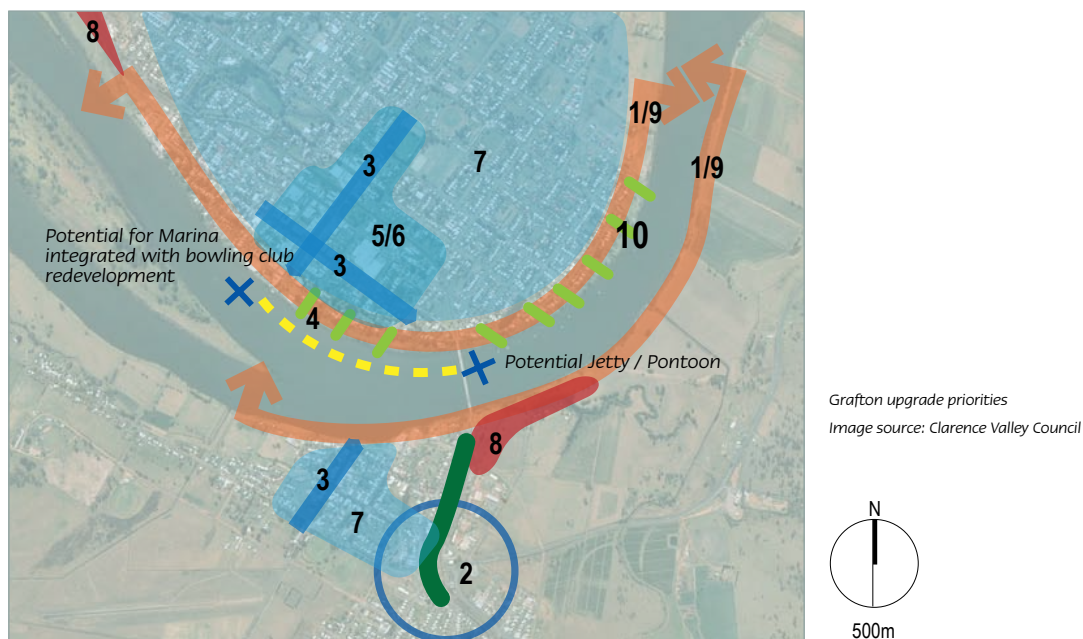 8
1/9
3
7
1/9
5/6
10
Potential for Marina
integrated with bowling club
redevelopment
3
4
Potential Jetty / Pontoon
Grafton upgrade priorities
Image source: Clarence Valley Council
8
3
7
2
N
500m